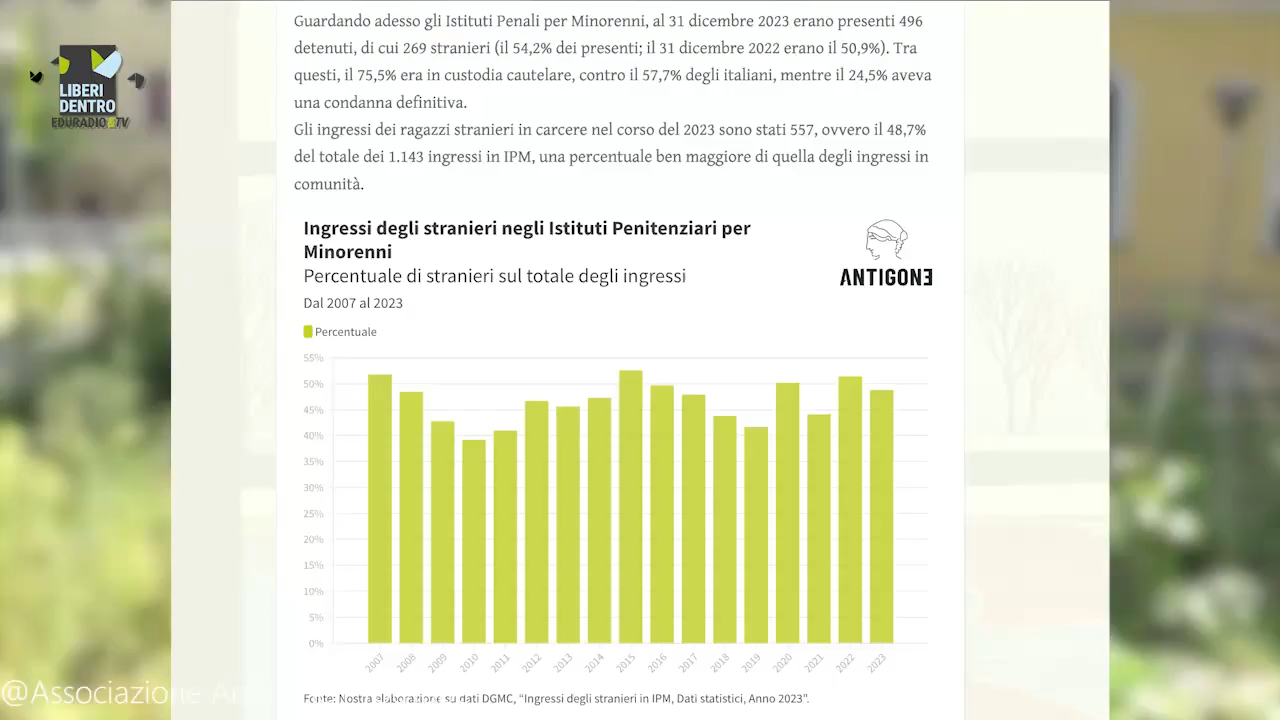 Guardando adesso gli Istituti Penali per Minorenni, al 31 dicembre 2023 erano presenti 496
detenuti, di cui 269 stranieri (il 54,2% dei presenti; il 31 dicembre 2022 erano il 50,9%). Tra
questi, il 75,5% era in custodia cautelare, contro il 57,7% degli italiani, mentre il 24,5% aveva
una condanna definitiva.
Gli ingressi dei ragazzi stranieri in carcere nel corso del 2023 sono stati 557, ovvero il 48,7%
del totale dei 1.143 ingressi in IPM, una percentuale ben maggiore di quella degli ingressi in
comunità.
LIBERI
DENTRO
EDURADIO &TV
Ingressi degli stranieri negli Istituti Penitenziari per
Minorenni
Percentuale di stranieri sul totale degli ingressi
Dal 2007 al 2023
ANTIGONE
Percentuale
55%
50%
45%
40%
35%
30%
25%
20%
15%
10%
5%
0%
2007 2008 2009 2010 2011 2012 2013 2014 2015 2016 2017 2018 2019 2020 2021 2022 2023
@Associazione
Fonte: Nostra elaborazione su dati DGMC, “Ingressi degli stranieri in IPM, Dati statistici, Anno 2023”.